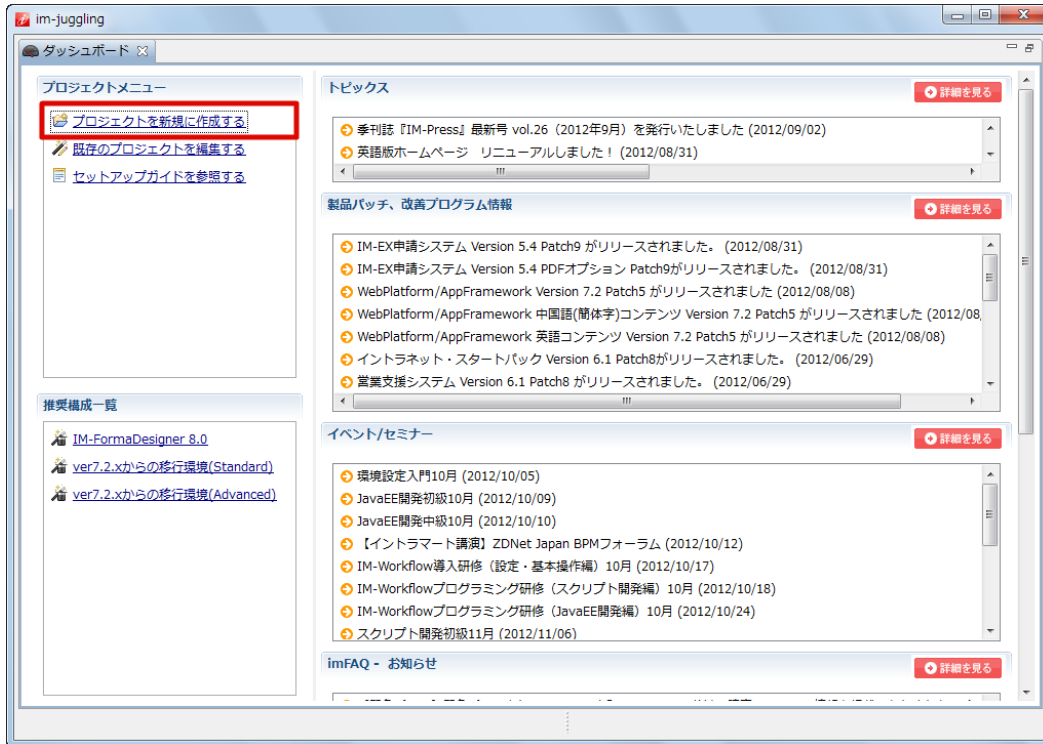 im-juggling
ダッシュボード
プロジェクトメニュー
プロジェクトを新規に作成する
既存のプロジェクトを編集する
セットアップガイドを参照する
推奨構成一覧
IM-FormaDesigner 8.0
ver7.2.xからの移行環境(Standard)
ver7.2.xからの移行環境(Advanced)
トピックス
詳細を見る
季刊誌『IM-Press』最新号 vol.26（2012年9月）を発行いたしました (2012/09/02)
英語版ホームページ　リニューアルしました！ (2012/08/31)
製品パッチ、改善プログラム情報
詳細を見る
IM-EX申請システム Version 5.4 Patch9 がリリースされました。 (2012/08/31)
IM-EX申請システム Version 5.4 PDFオプション Patch9がリリースされました。 (2012/08/31)
WebPlatform/AppFramework Version 7.2 Patch5 がリリースされました (2012/08/08)
WebPlatform/AppFramework 中国語(簡体字)コンテンツ Version 7.2 Patch5 がリリースされました (2012/08,
WebPlatform/AppFramework 英語コンテンツ Version 7.2 Patch5 がリリースされました (2012/08/08)
イントラネット・スタートパック Version 6.1 Patch8がリリースされました。 (2012/06/29)
営業支援システム Version 6.1 Patch8 がリリースされました。 (2012/06/29)
イベント/セミナー
詳細を見る
環境設定入門10月 (2012/10/05)
JavaEE開発初級10月 (2012/10/09)
JavaEE開発中級10月 (2012/10/10)
【イントラマート講演】ZDNet Japan BPMフォーラム (2012/10/12)
IM-Workflow導入研修（設定・基本操作編）10月 (2012/10/17)
IM-Workflowプログラミング研修（スクリプト開発編）10月 (2012/10/18)
IM-Workflowプログラミング研修（JavaEE開発編）10月 (2012/10/24)
スクリプト開発初級11月 (2012/11/06)
imFAQ - お知らせ
詳細を見る